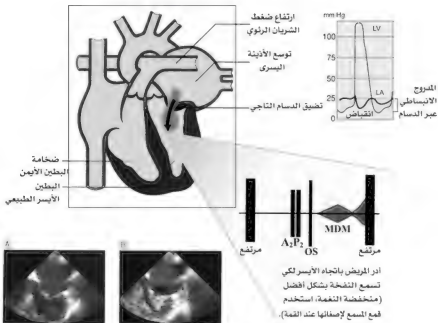 ارتفاع ضغط
الشريان الرئوي
توسع الأذينة
اليسرى
تضيق الدسام التاجي
ضخامة
البطين الأيمن
البطين
الأيسر الطبيعي
mm Hg
100
75
50
25
0
LV
LA
انقباض
المدروج
الانبساطي
عبر الدسام
مرتفع
A₂P₂
OS
MDM
مرتفع
أدر المريض باتجاه الأيسر لكي
تسمع النفخة بشكل أفضل
(منخفضة النغمة، استخدم
قمع المسمع لإصغائها عند القمة).
A